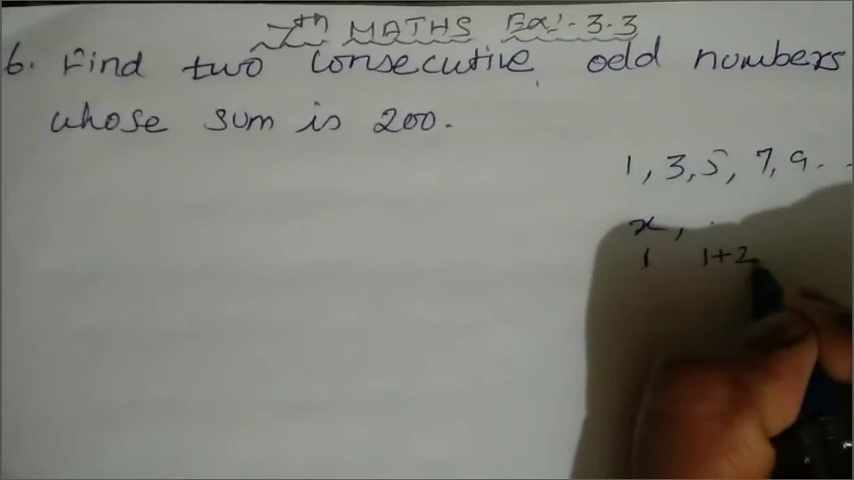 7th MATHS Ex:- 3.3
6. Find two consecutive odd numbers
whose sum is 200.
1, 3, 5, 7, 9. .
x,
1 1+2